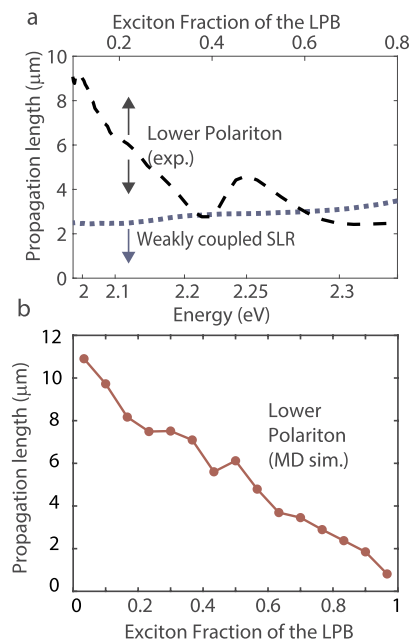 a
Exciton Fraction of the LPB
0 0.2 0.4 0.6 0.8
Propagation length (μm)
10
8
6
4
2
0
Lower Polariton
(exp.)
Weakly coupled SLR
2 2.1 2.2 2.25 2.3
Energy (eV)
b
Propagation length (μm)
12
10
8
6
4
2
0
Lower
Polariton
(MD sim.)
0 0.2 0.4 0.6 0.8 1
Exciton Fraction of the LPB